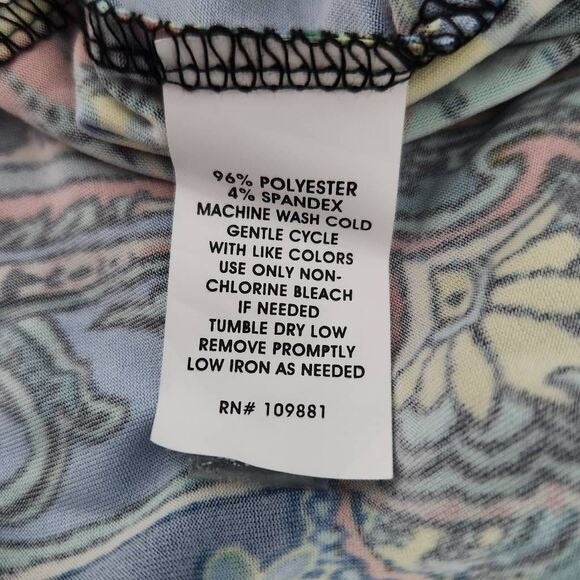 96% POLYESTER
4% SPANDEX
MACHINE WASH COLD
GENTLE CYCLE
WITH LIKE COLORS
USE ONLY NON-
CHLORINE BLEACH
IF NEEDED
TUMBLE DRY LOW
REMOVE PROMPTLY
LOW IRON AS NEEDED
RN# 109881